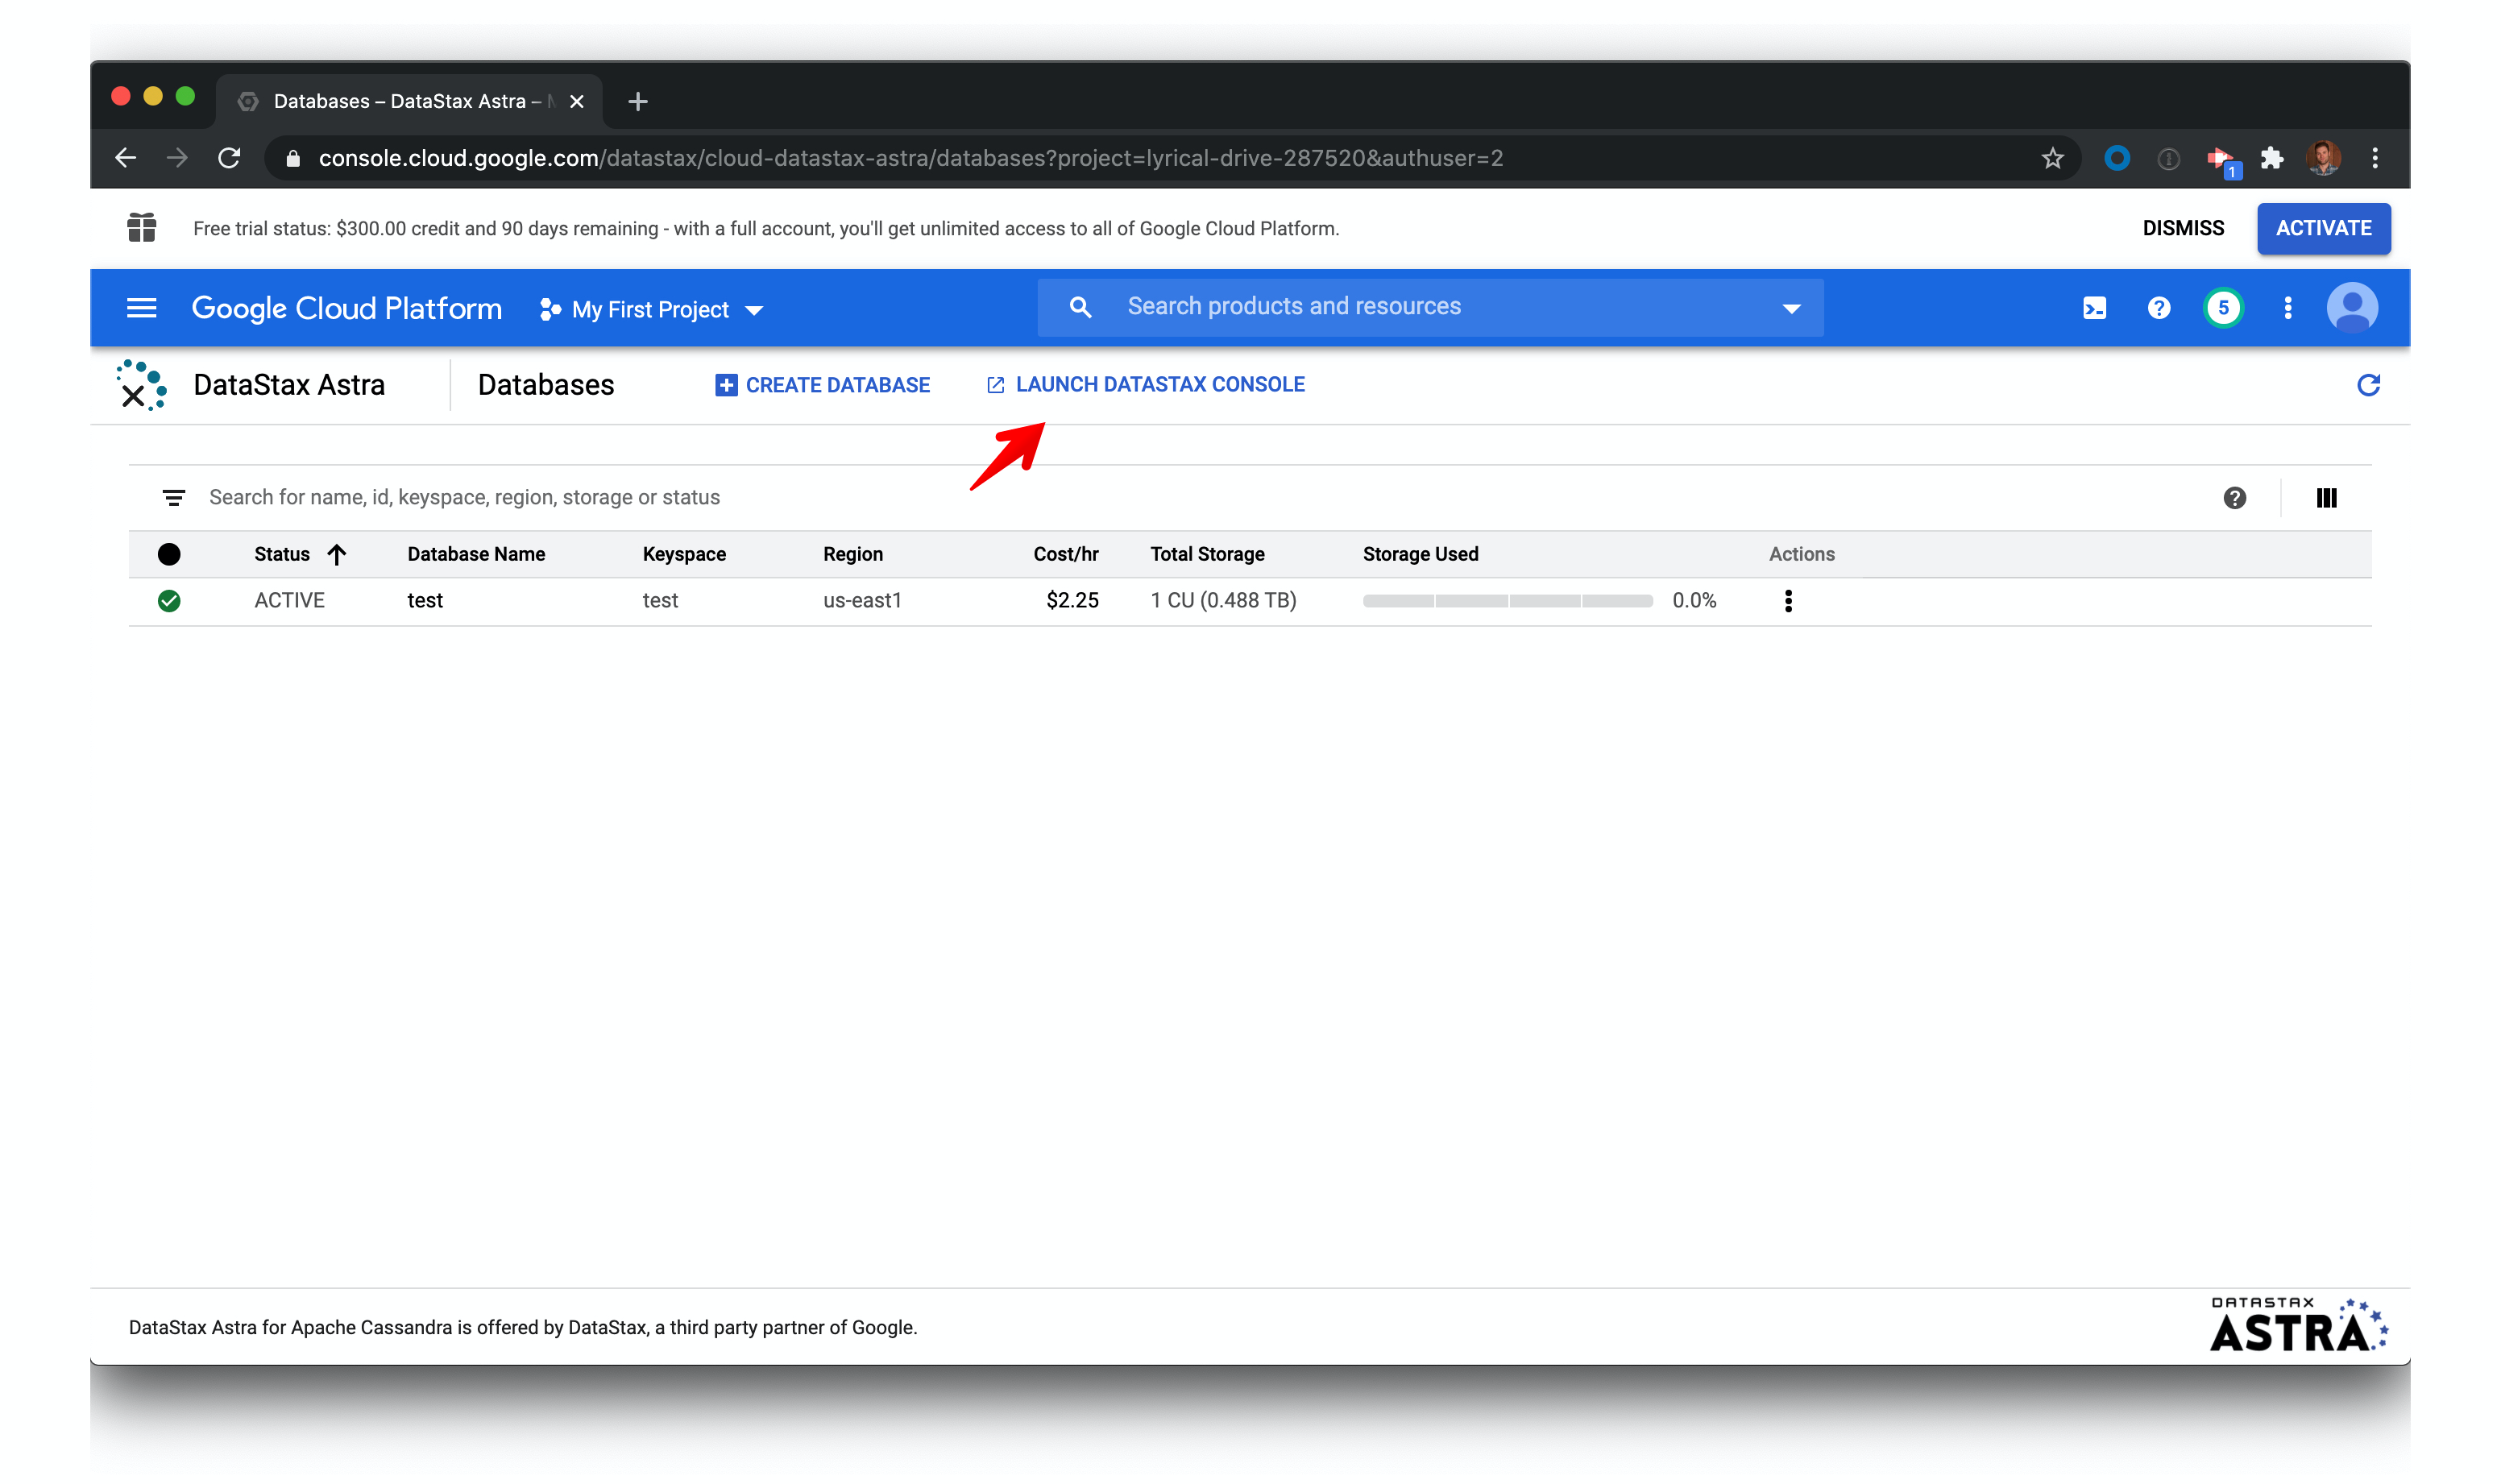 Databases – DataStax Astra –
console.cloud.google.com/datastax/cloud-datastax-astra/databases?project=lyrical-drive-287520&authuser=2
1
Free trial status: $300.00 credit and 90 days remaining - with a full account, you'll get unlimited access to all of Google Cloud Platform.
DISMISS
ACTIVATE
Google Cloud Platform
My First Project
Search products and resources
5
DataStax Astra
Databases
CREATE DATABASE
LAUNCH DATASTAX CONSOLE
Search for name, id, keyspace, region, storage or status
Status Database Name Keyspace Region Cost/hr Total Storage Storage Used Actions
ACTIVE test test us-east1 $2.25 1 CU (0.488 TB) 0.0%
DataStax Astra for Apache Cassandra is offered by DataStax, a third party partner of Google.
DATASTAX
ASTRA